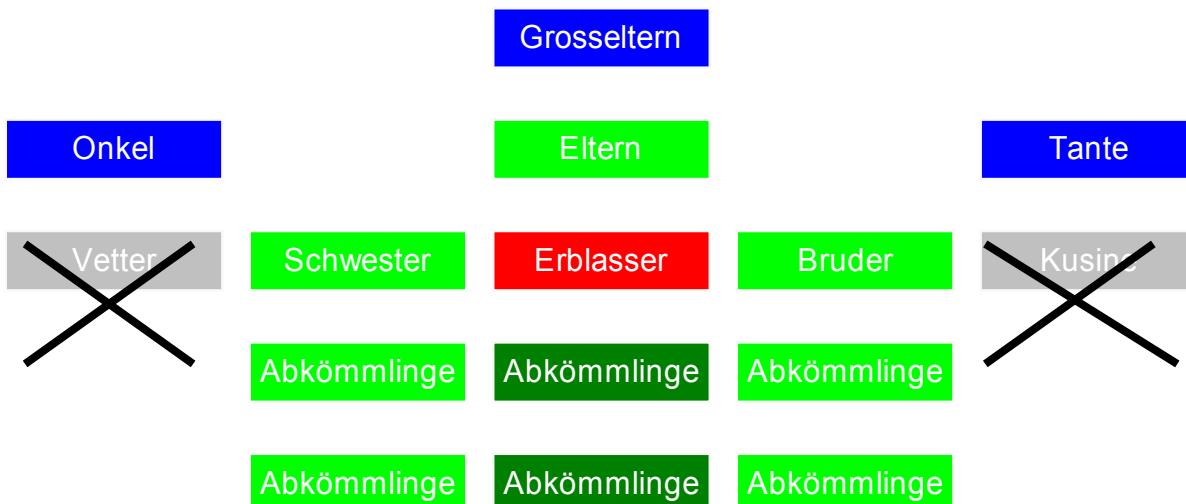 Grosseltern
Onkel Eltern Tante
Vetter Schwester Erblasser Bruder Kusine
Abkömmlinge Abkömmlinge Abkömmlinge
Abkömmlinge Abkömmlinge Abkömmlinge